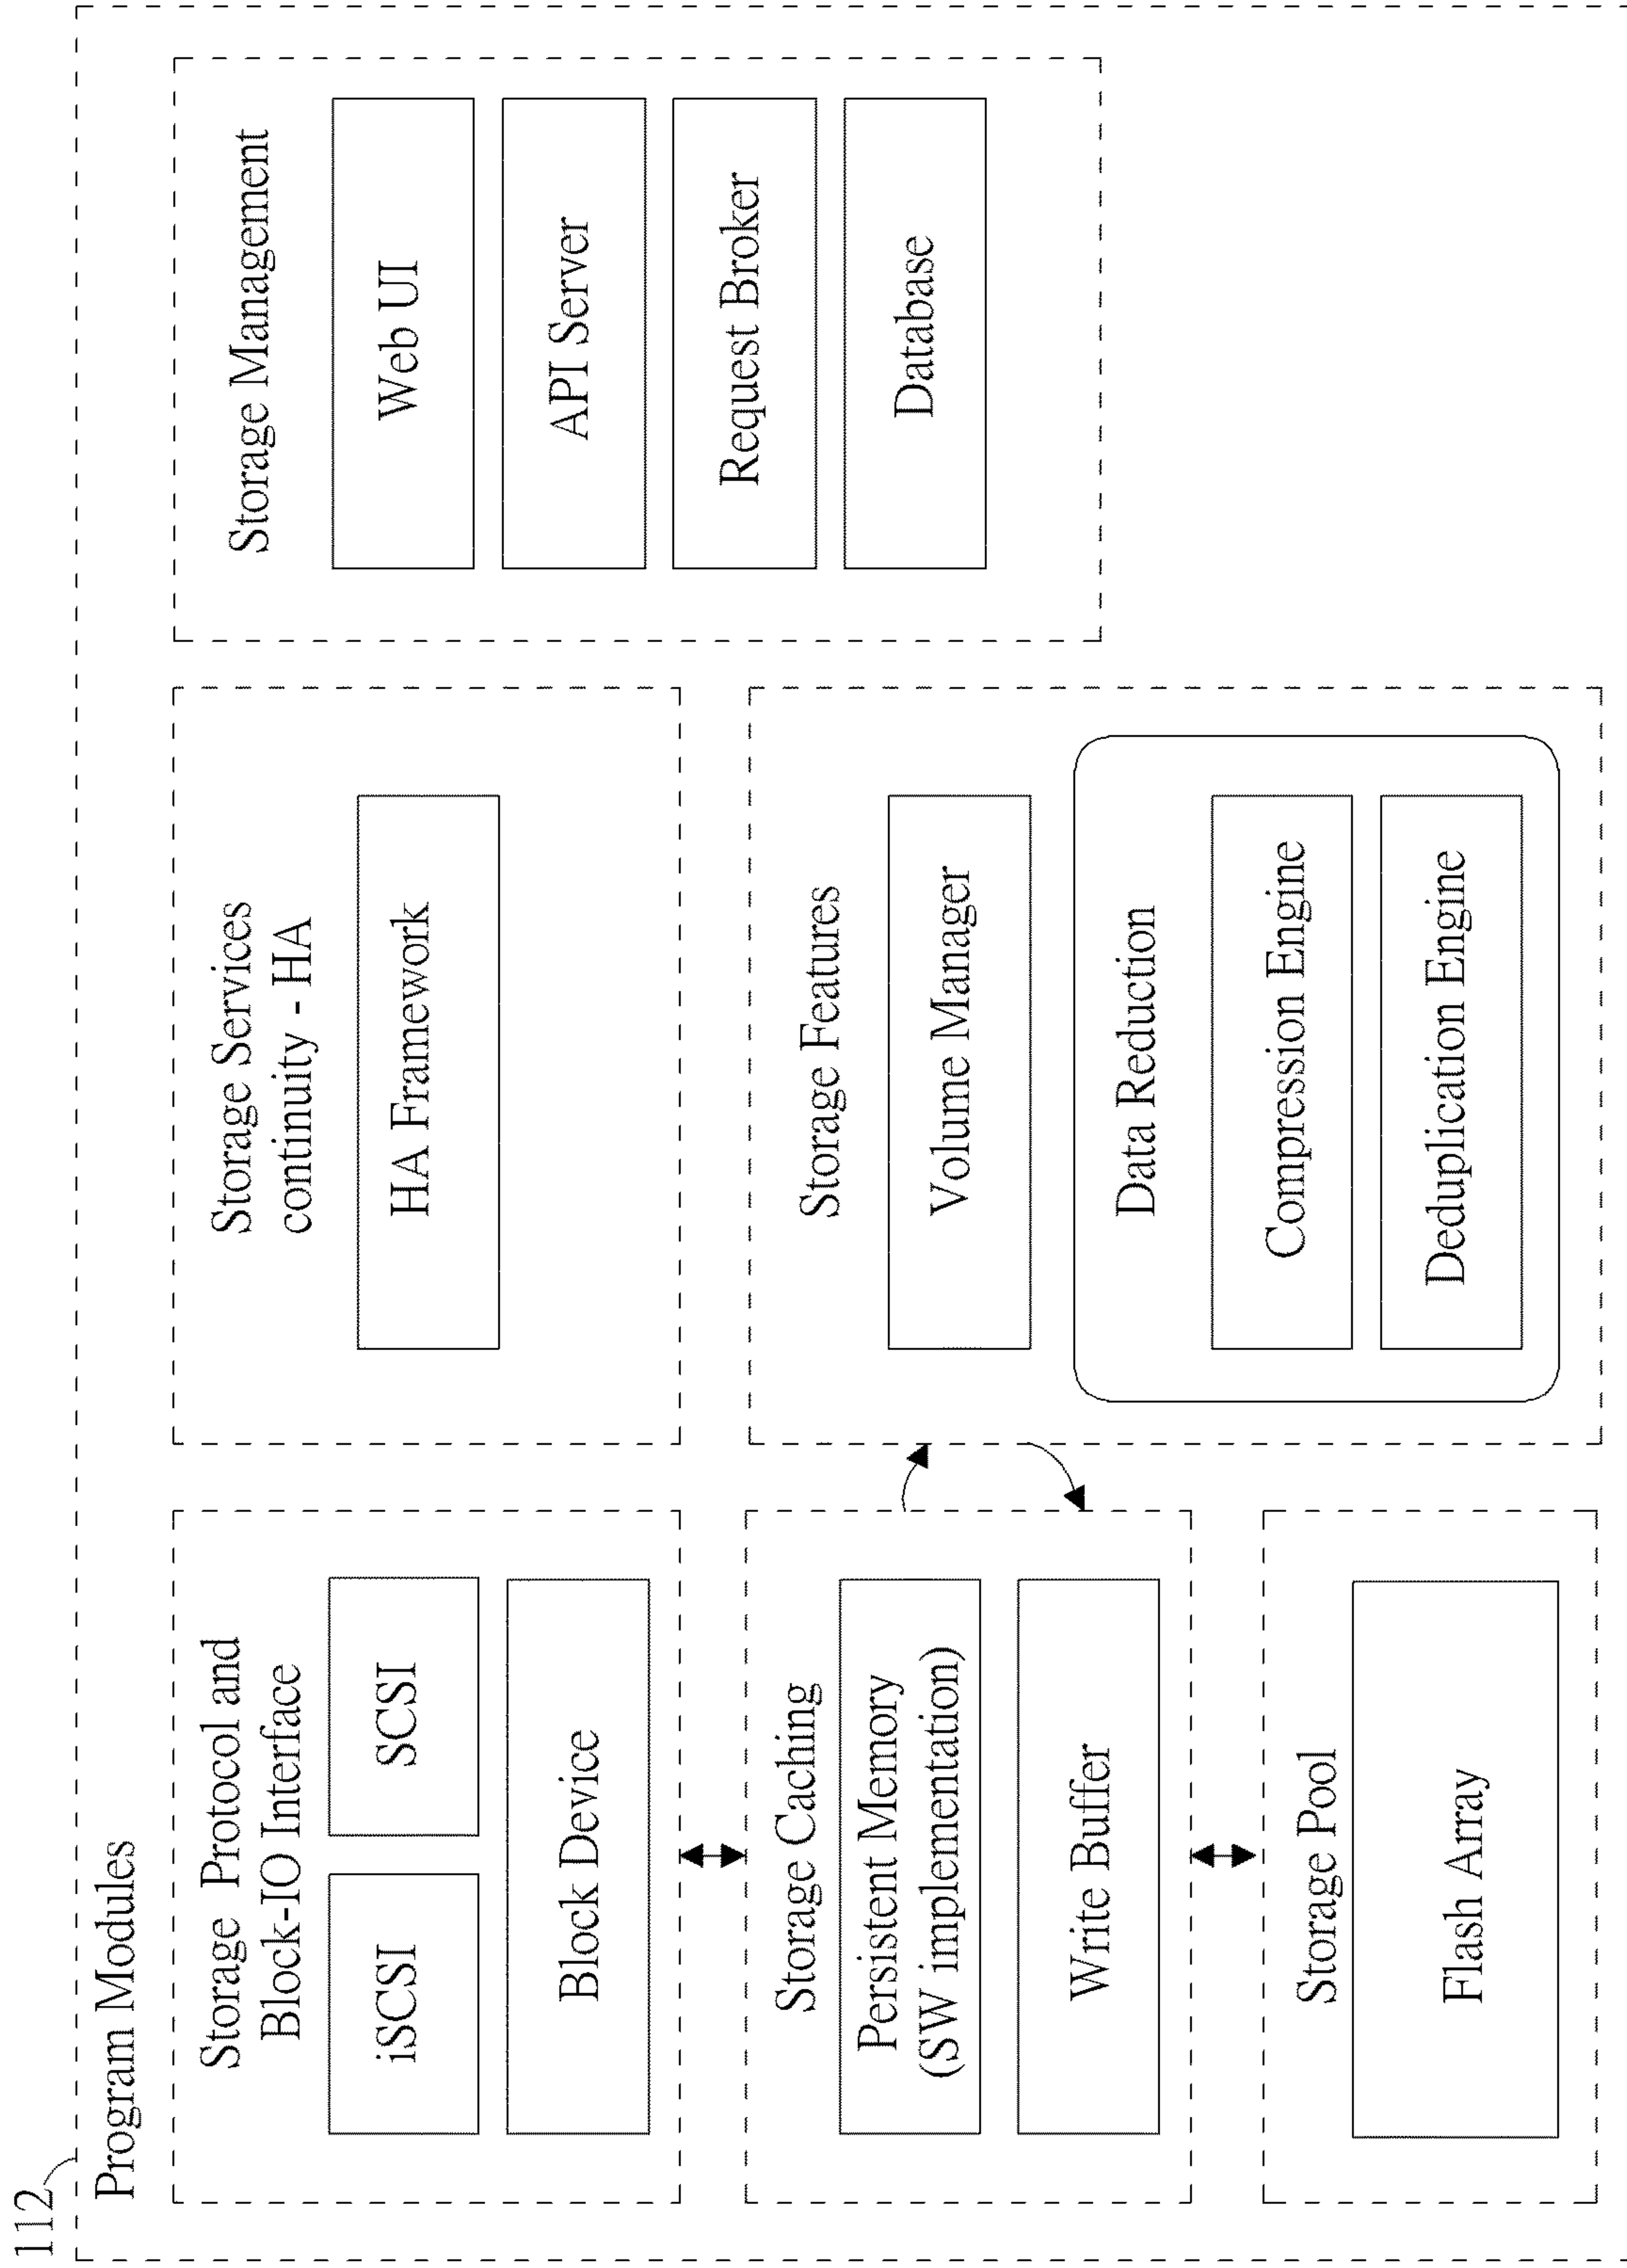 112
Program Modules
Storage Protocol and
Block-IO Interface
iSCSI
SCSI
Block Device
Storage Caching
Persistent Memory
(SW implementation)
Write Buffer
Storage Pool
Flash Array
Storage Services
continuity - HA
HA Framework
Storage Features
Volume Manager
Data Reduction
Compression Engine
Deduplication Engine
Storage Management
Web UI
API Server
Request Broker
Database